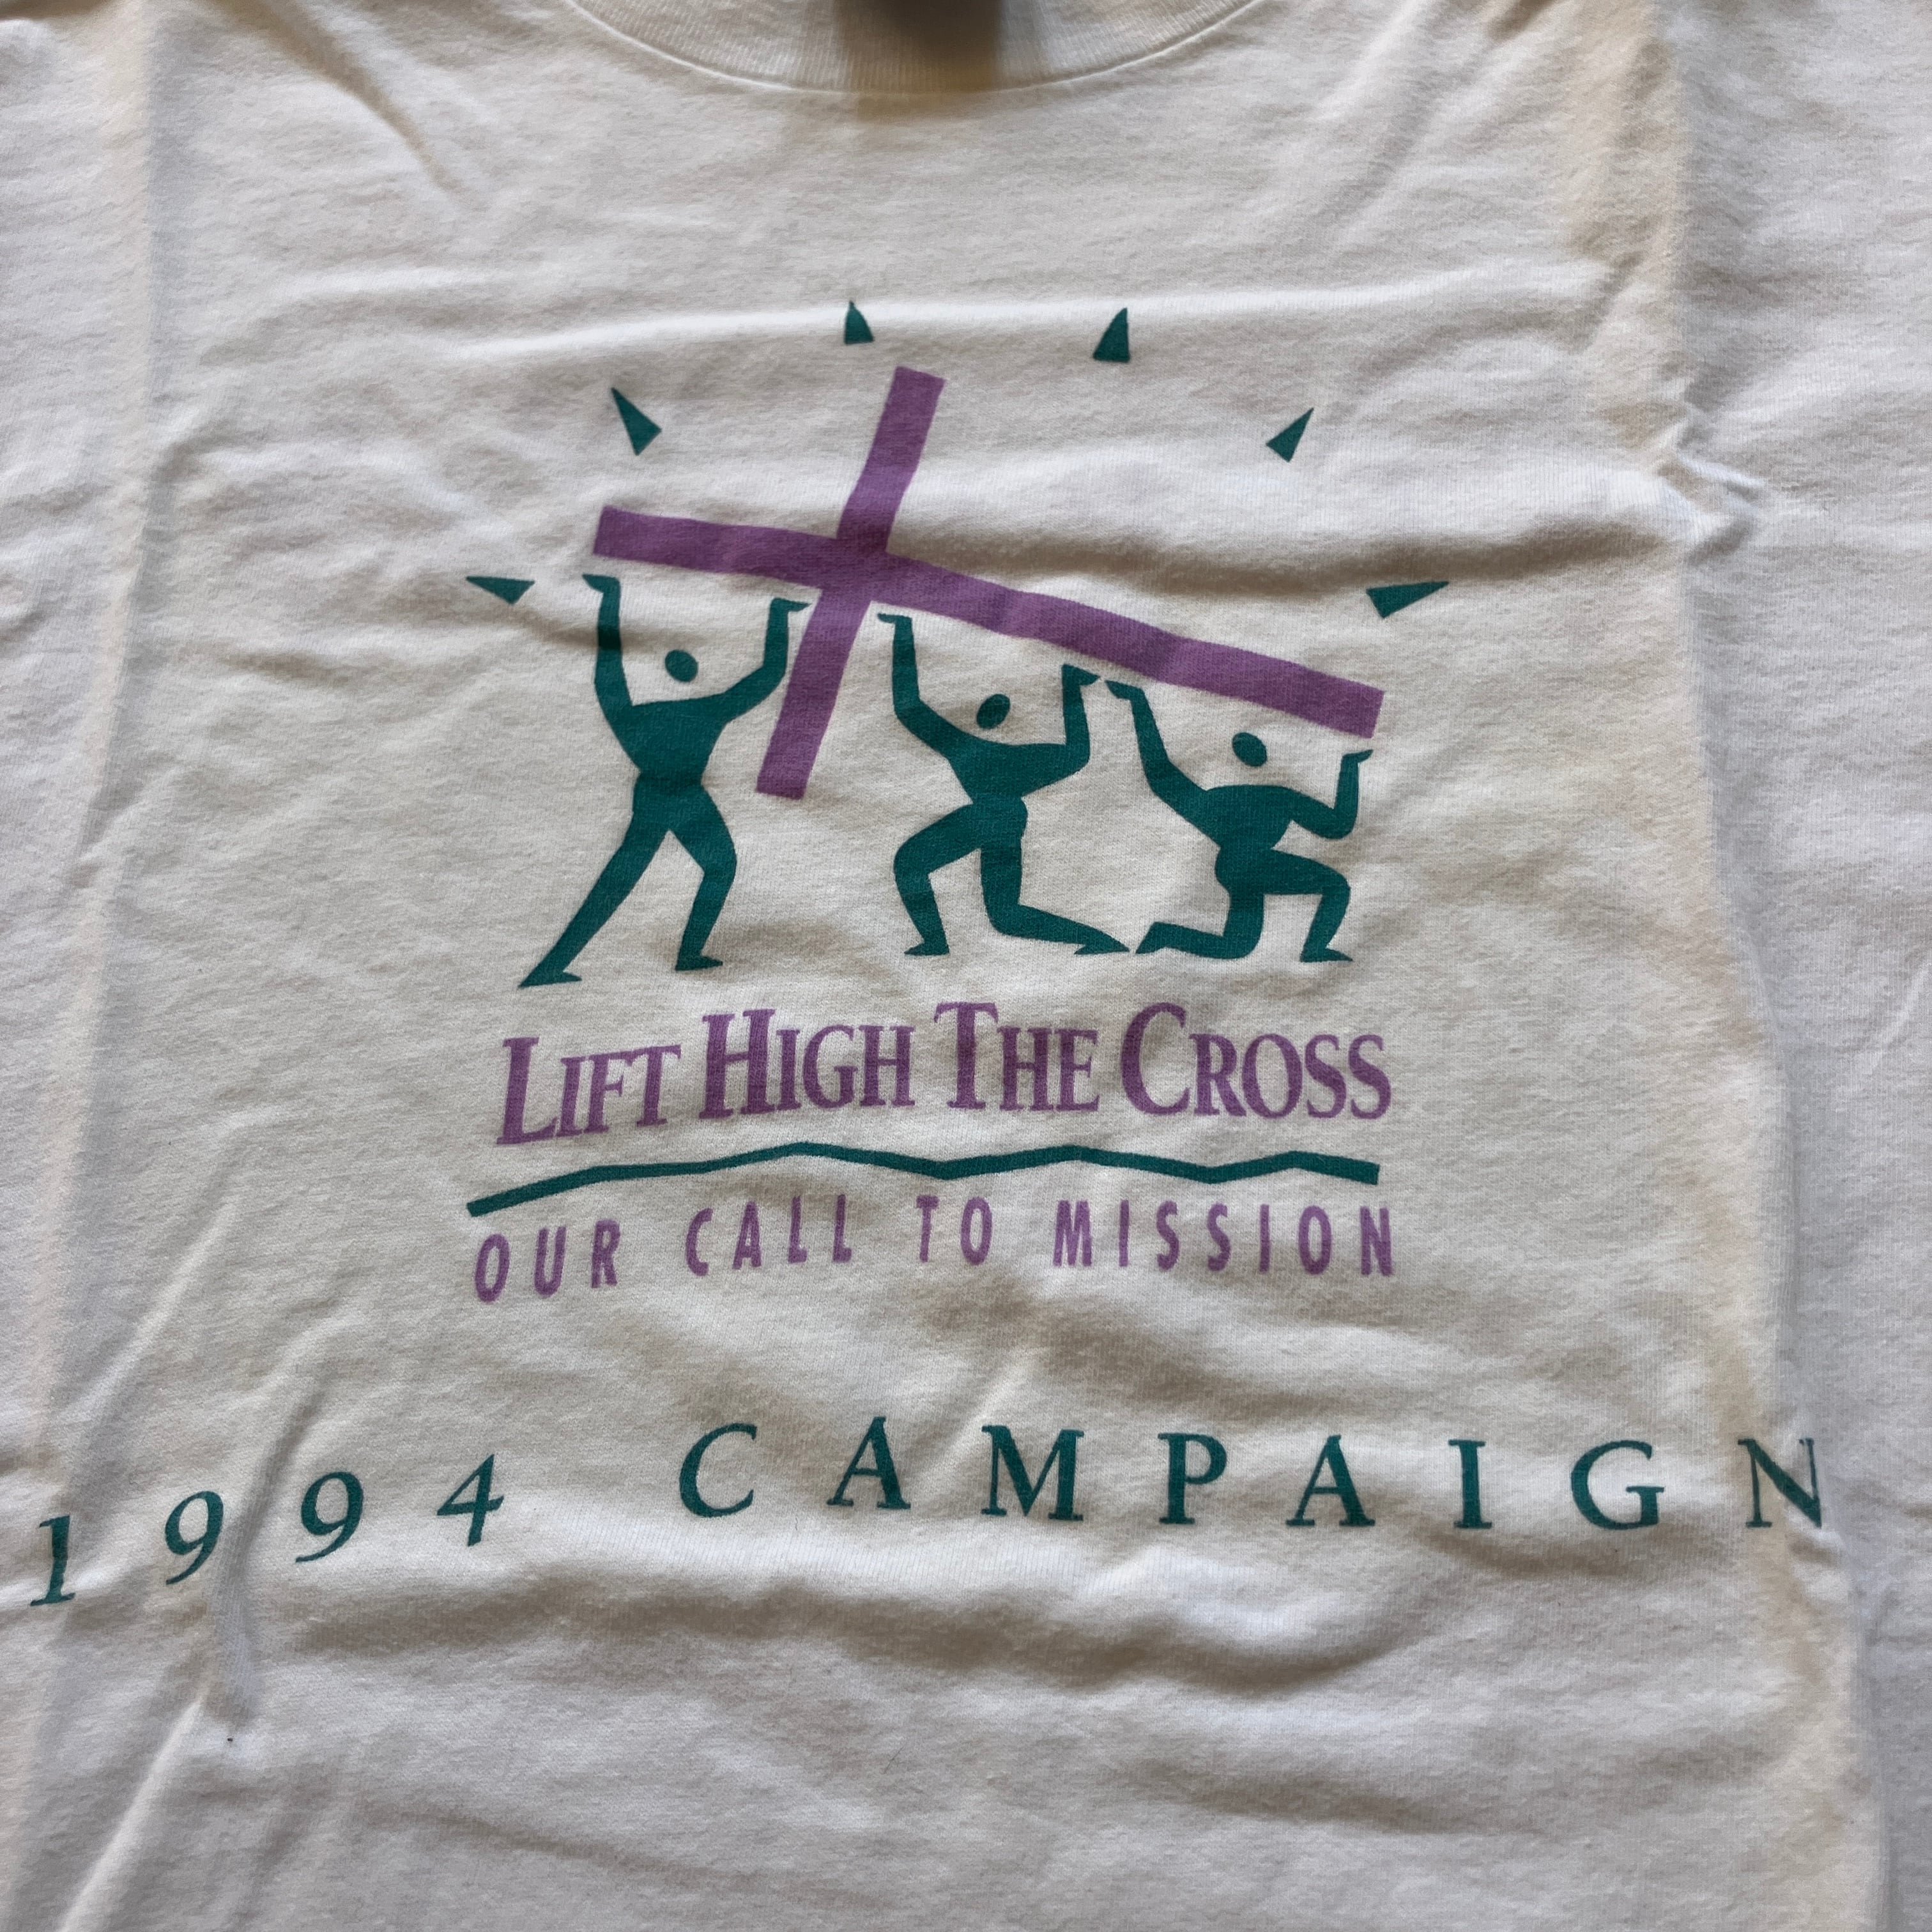 LIFT HIGH THE CROSS
OUR CALL TO MISSION
1994 CAMPAIGN